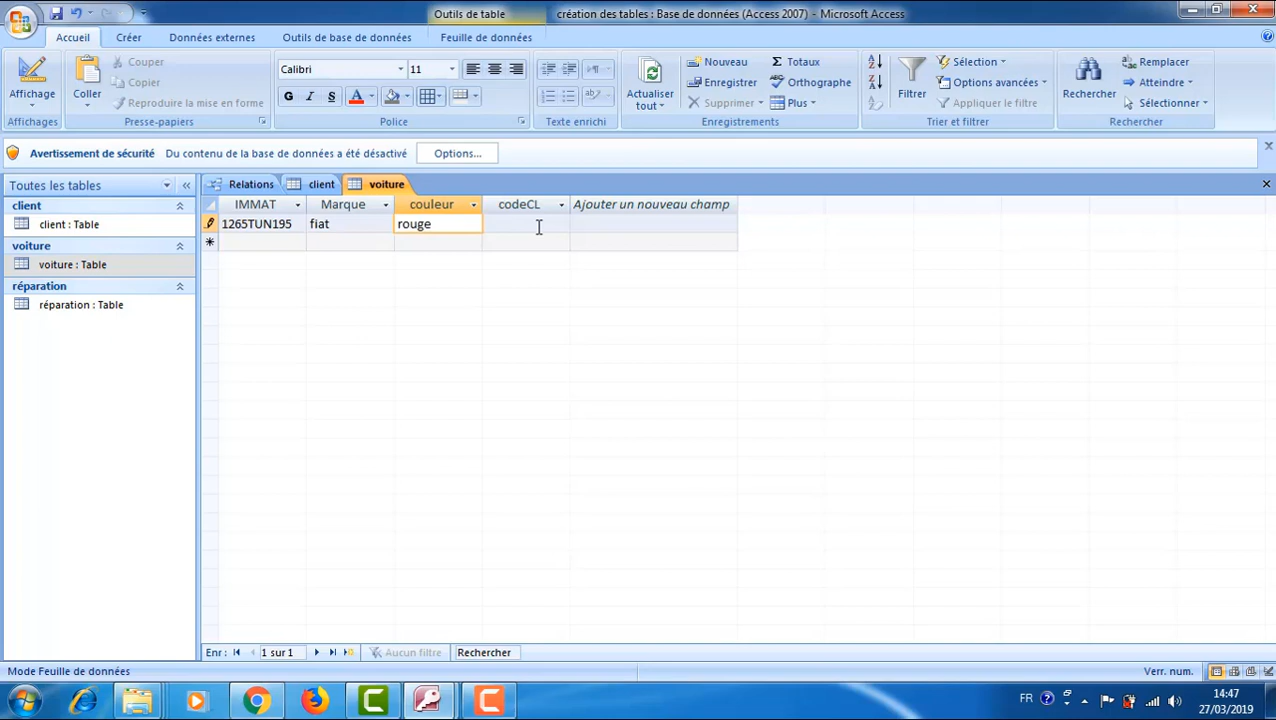 Outils de table
création des tables : Base de données (Access 2007) - Microsoft Access
Accueil
Créer
Données externes
Outils de base de données
Feuille de données
Affichage
Affichages
Coller
Couper
Copier
Reproduire la mise en forme
Presse-papiers
Calibri
11
G I S
A
Police
Texte enrichi
Actualiser
tout
Nouveau
Enregistrer
Supprimer
Totaux
Orthographe
Plus
Enregistrements
Filtrer
Sélection
Options avancées
Appliquer le filtre
Trier et filtrer
Rechercher
Remplacer
Atteindre
Sélectionner
Rechercher
Avertissement de sécurité Du contenu de la base de données a été désactivé Options...
Toutes les tables
client
client : Table
voiture
voiture : Table
réparation
réparation : Table
Relations
client
voiture
IMMAT Marque couleur codeCL Ajouter un nouveau champ
1265TUN195 fiat rouge
Enr : 1 sur 1 Aucun filtre Rechercher
Mode Feuille de données
Verr. num.
FR
14:47
27/03/2019